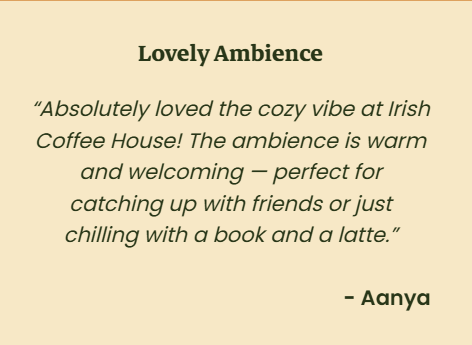 Lovely Ambience
“Absolutely loved the cozy vibe at Irish
Coffee House! The ambience is warm
and welcoming — perfect for
catching up with friends or just
chilling with a book and a latte.”
- Aanya